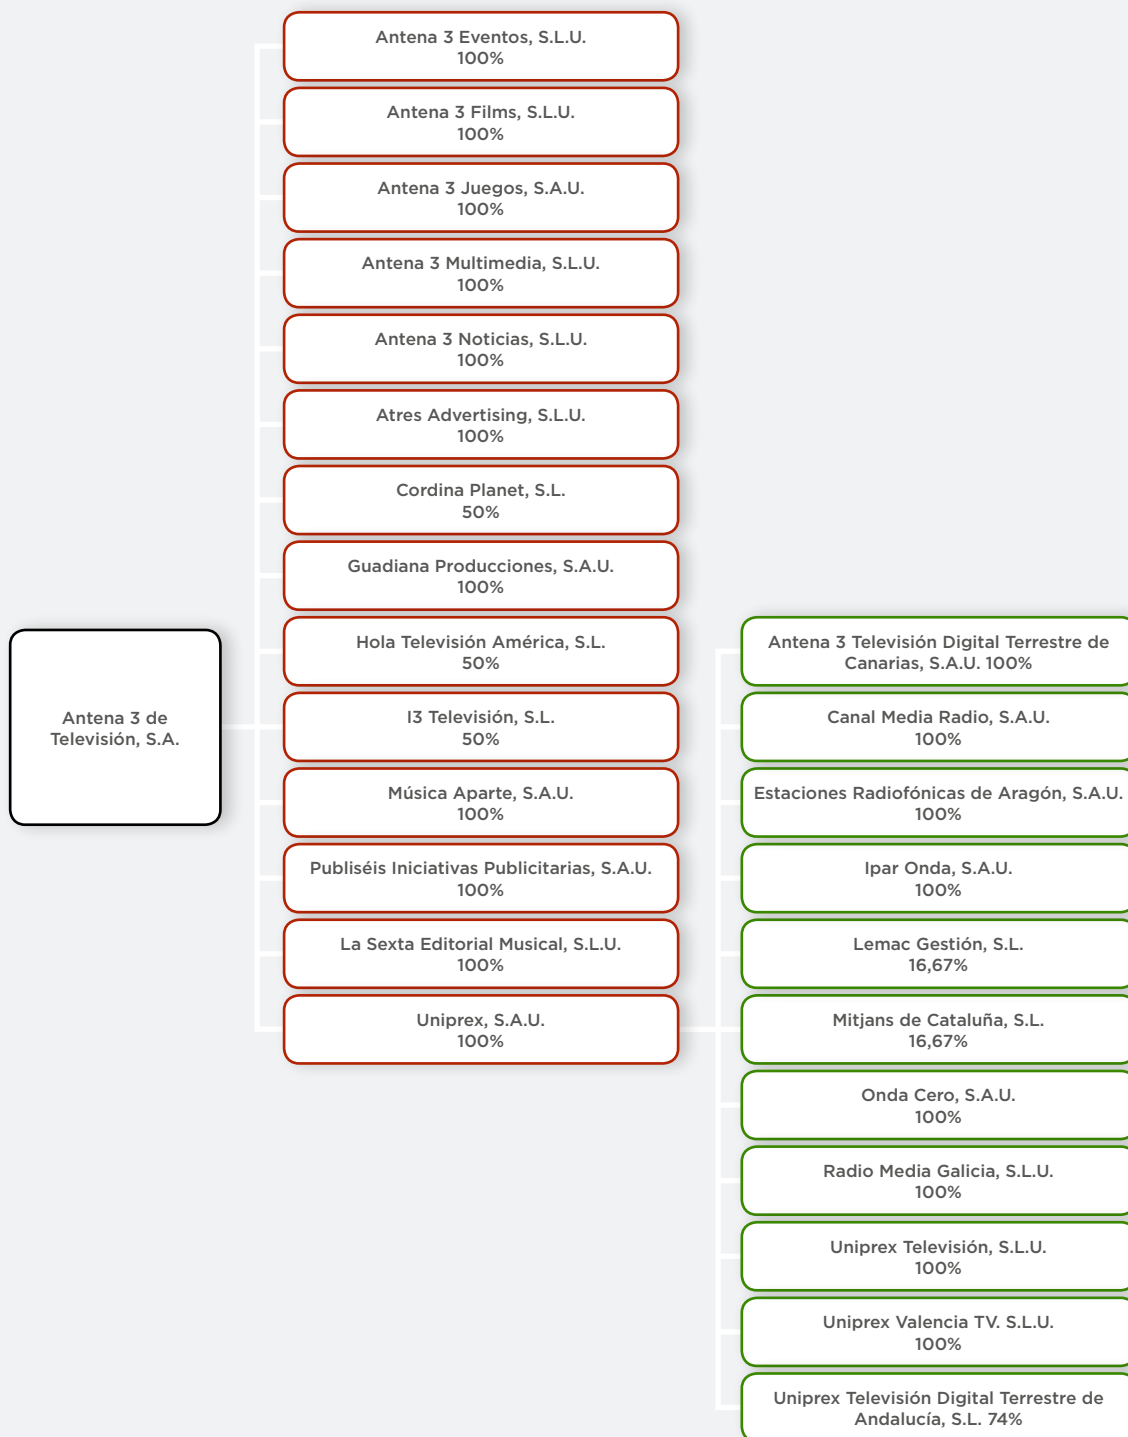 Antena 3 de
Televisión, S.A.
Antena 3 Eventos, S.L.U.
100%
Antena 3 Films, S.L.U.
100%
Antena 3 Juegos, S.A.U.
100%
Antena 3 Multimedia, S.L.U.
100%
Antena 3 Noticias, S.L.U.
100%
Atres Advertising, S.L.U.
100%
Cordina Planet, S.L.
50%
Guadiana Producciones, S.A.U.
100%
Hola Televisión América, S.L.
50%
I3 Televisión, S.L.
50%
Música Aparte, S.A.U.
100%
Publiséis Iniciativas Publicitarias, S.A.U.
100%
La Sexta Editorial Musical, S.L.U.
100%
Uniprex, S.A.U.
100%
Antena 3 Televisión Digital Terrestre de
Canarias, S.A.U. 100%
Canal Media Radio, S.A.U.
100%
Estaciones Radiofónicas de Aragón, S.A.U.
100%
Ipar Onda, S.A.U.
100%
Lemac Gestión, S.L.
16,67%
Mitjans de Cataluña, S.L.
16,67%
Onda Cero, S.A.U.
100%
Radio Media Galicia, S.L.U.
100%
Uniprex Televisión, S.L.U.
100%
Uniprex Valencia TV. S.L.U.
100%
Uniprex Televisión Digital Terrestre de
Andalucía, S.L. 74%